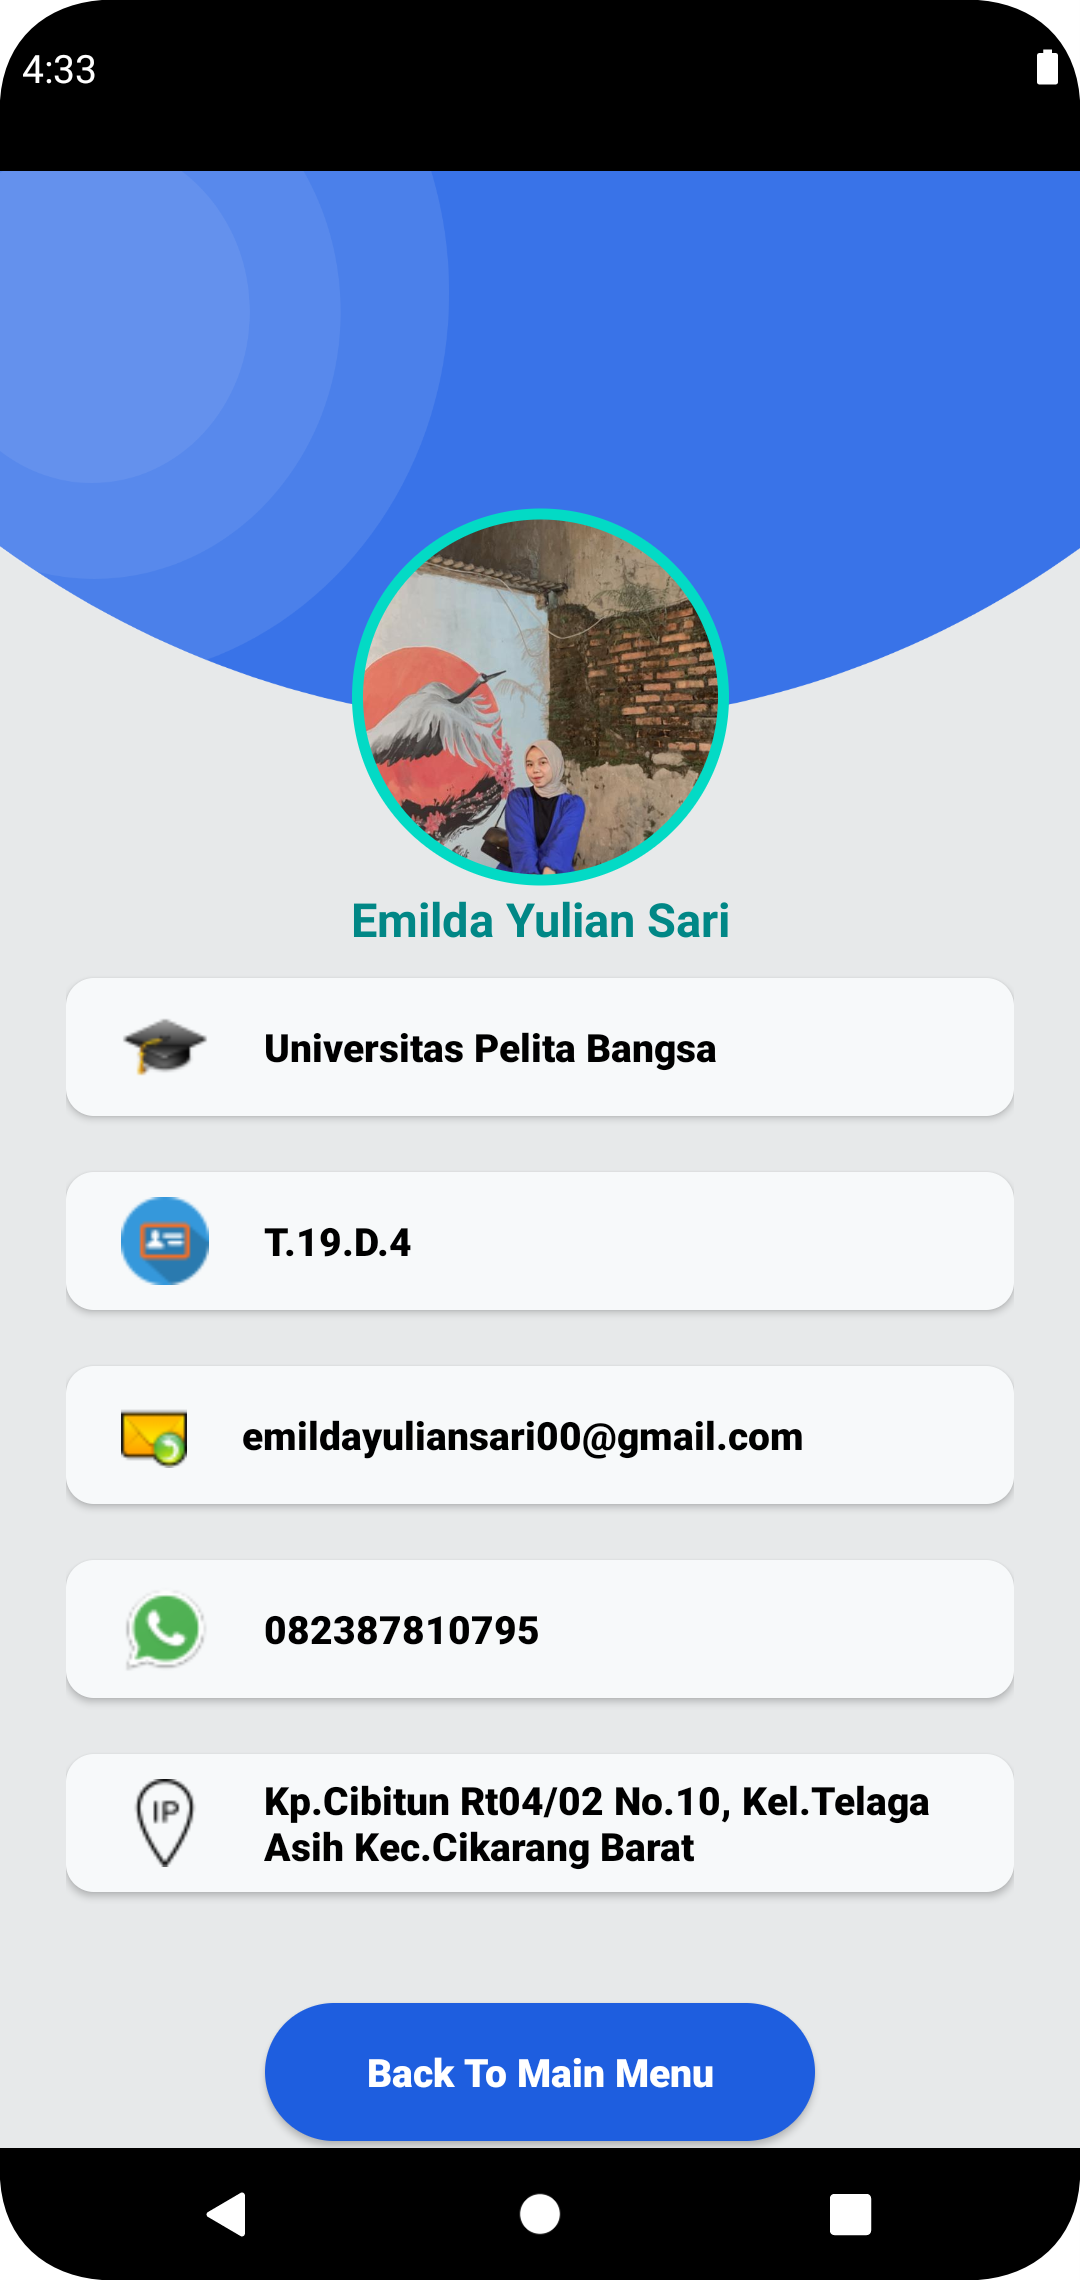 4:33
Emilda Yulian Sari
Universitas Pelita Bangsa
T.19.D.4
emildayuliansari00@gmail.com
082387810795
IP
Kp.Cibitun Rt04/02 No.10, Kel.Telaga
Asih Kec.Cikarang Barat
Back To Main Menu